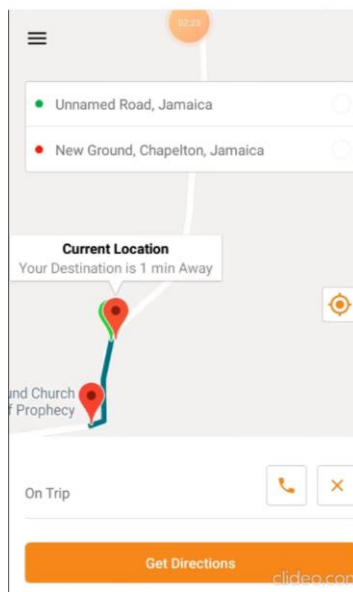 02:23
Unnamed Road, Jamaica
New Ground, Chapelton, Jamaica
Current Location
Your Destination is 1 min Away
und Church
f Prophecy
On Trip
Get Directions
clideo.com